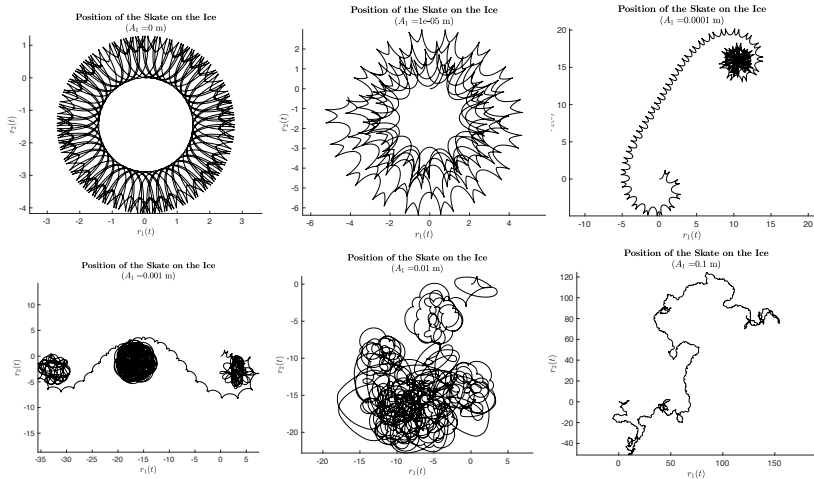 Position of the Skate on the Ice
(A₁ =0 m)
1
0
-1
-2
-3
-4
r₂(t)
-3 -2 -1 0 1 2 3
r₁(t)
Position of the Skate on the Ice
(A₁ =1e-05 m)
2
1
0
-1
-2
-3
-4
-5
-6
r₂(t)
-6 -4 -2 0 2 4
r₁(t)
Position of the Skate on the Ice
(A₁ =0.0001 m)
20
15
10
5
0
-10 -5 0 5 10 15 20
r₁(t)
Position of the Skate on the Ice
(A₁ =0.001 m)
10
5
0
-5
-10
-15
r₂(t)
-35 -30 -25 -20 -15 -10 -5 0 5
r₁(t)
Position of the Skate on the Ice
(A₁ =0.01 m)
0
-5
-10
-15
-20
r₂(t)
-20 -15 -10 -5 0 5
r₁(t)
Position of the Skate on the Ice
(A₁ =0.1 m)
120
100
80
60
40
20
0
-20
-40
r₂(t)
0 50 100 150
r₁(t)